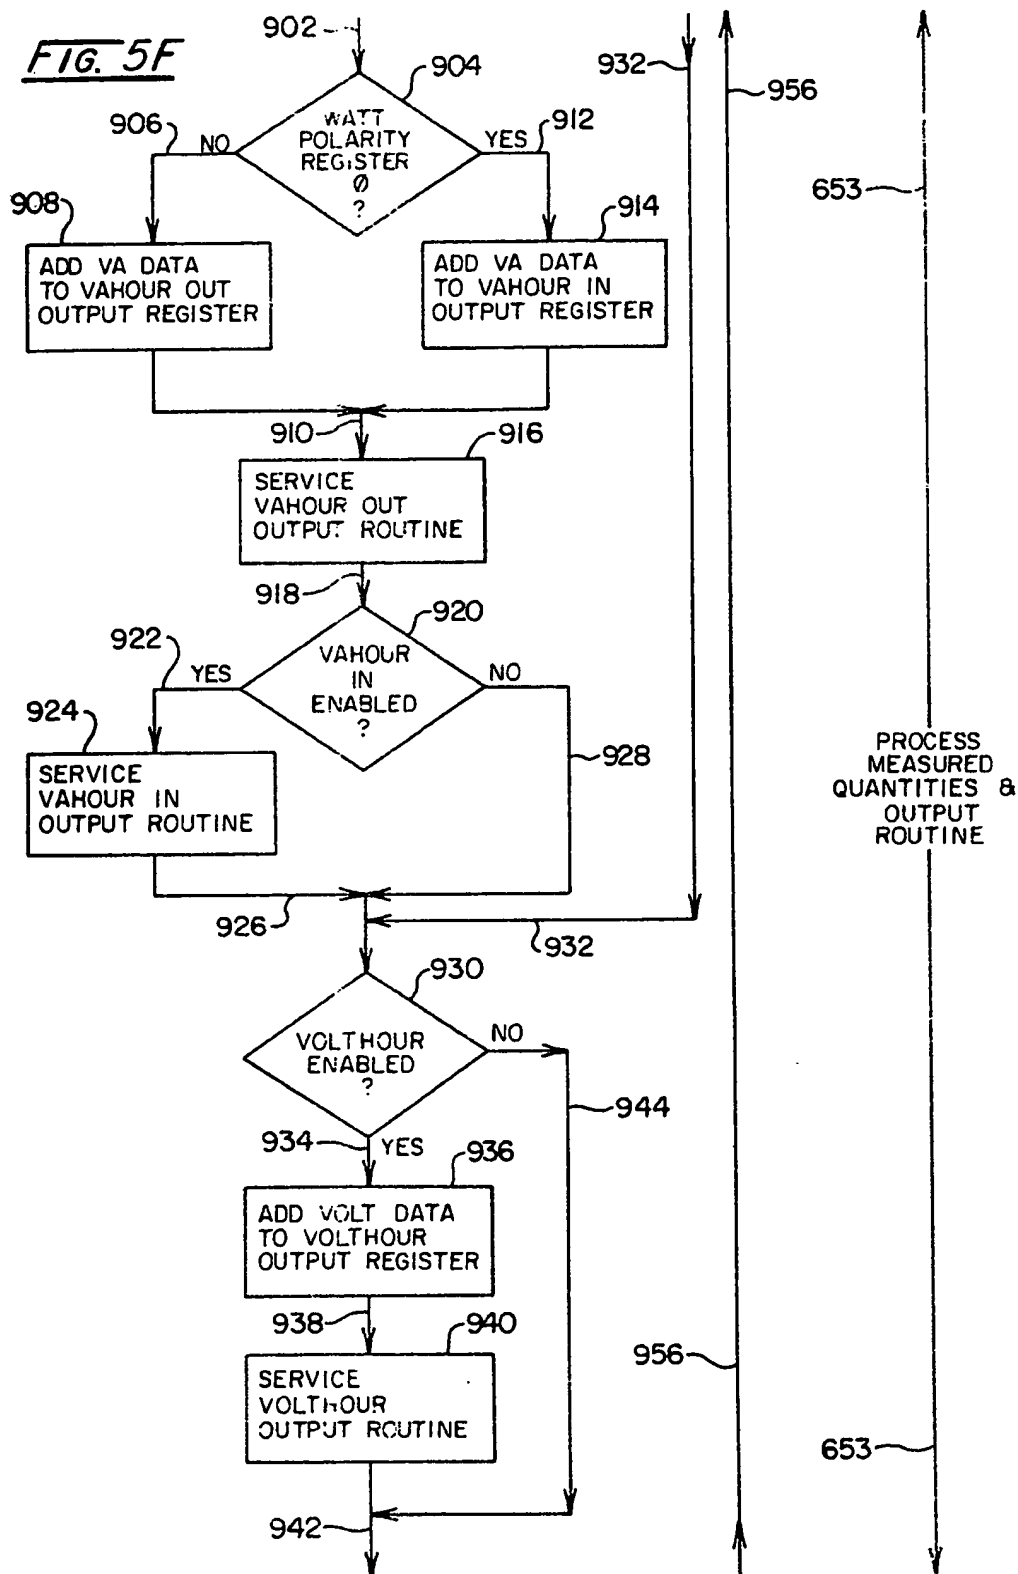 FIG. 5F
902
904
932
956
WATT
POLARITY
REGISTER
Ø
?
906
NO
YES
912
653
908
914
ADD VA DATA
TO VAHOUR OUT
OUTPUT REGISTER
ADD VA DATA
TO VAHOUR IN
OUTPUT REGISTER
910
916
SERVICE
VAHOUR OUT
OUTPUT ROUTINE
918
920
922
YES
VAHOUR
IN
ENABLED
?
NO
924
928
SERVICE
VAHOUR IN
OUTPUT ROUTINE
PROCESS
MEASURED
QUANTITIES &
OUTPUT
ROUTINE
926
932
930
VOLTHOUR
ENABLED
?
NO
944
934
YES
936
ADD VOLT DATA
TO VOLTHOUR
OUTPUT REGISTER
938
940
956
SERVICE
VOLTHOUR
OUTPUT ROUTINE
653
942